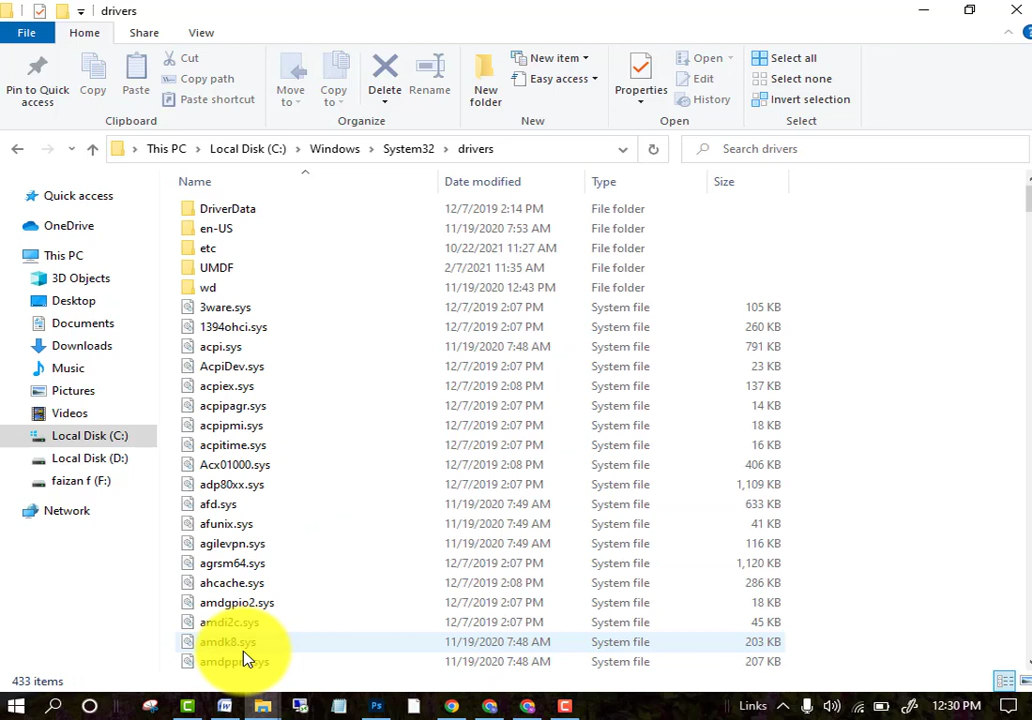 drivers
File Home Share View
Pin to Quick access
Copy
Paste
Cut
Copy path
Paste shortcut
Clipboard
Move to
Copy to
Delete
Rename
Organize
New folder
New item
Easy access
New
Properties
Open
Edit
History
Open
Select all
Select none
Invert selection
Select
This PC › Local Disk (C:) › Windows › System32 › drivers
Search drivers
Quick access
OneDrive
This PC
3D Objects
Desktop
Documents
Downloads
Music
Pictures
Videos
Local Disk (C:)
Local Disk (D:)
faizan f (F:)
Network
Name Date modified Type Size
DriverData 12/7/2019 2:14 PM File folder
en-US 11/19/2020 7:53 AM File folder
etc 10/22/2021 11:27 AM File folder
UMDF 2/7/2021 11:35 AM File folder
wd 11/19/2020 12:43 PM File folder
3ware.sys 12/7/2019 2:07 PM System file 105 KB
1394ohci.sys 12/7/2019 2:07 PM System file 260 KB
acpi.sys 11/19/2020 7:48 AM System file 791 KB
AcpiDev.sys 12/7/2019 2:07 PM System file 23 KB
acpiex.sys 12/7/2019 2:08 PM System file 137 KB
acpipagr.sys 12/7/2019 2:07 PM System file 14 KB
acpipmi.sys 12/7/2019 2:07 PM System file 18 KB
acpitime.sys 12/7/2019 2:07 PM System file 16 KB
Acx01000.sys 12/7/2019 2:08 PM System file 406 KB
adp80xx.sys 12/7/2019 2:07 PM System file 1,109 KB
afd.sys 11/19/2020 7:49 AM System file 633 KB
afunix.sys 11/19/2020 7:49 AM System file 41 KB
agilevpn.sys 11/19/2020 7:49 AM System file 116 KB
agrsm64.sys 12/7/2019 2:07 PM System file 1,120 KB
ahcache.sys 12/7/2019 2:08 PM System file 286 KB
amdgpio2.sys 12/7/2019 2:07 PM System file 18 KB
amdi2c.sys 12/7/2019 2:07 PM System file 45 KB
amdk8.sys 11/19/2020 7:48 AM System file 203 KB
11/19/2020 7:48 AM System file 207 KB
433 items
Links 12:30 PM